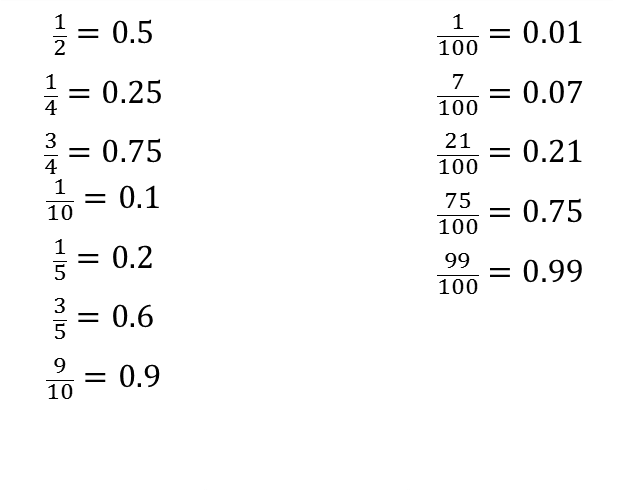 1/2 = 0.5
1/4 = 0.25
3/4 = 0.75
1/10 = 0.1
1/5 = 0.2
3/5 = 0.6
9/10 = 0.9
1/100 = 0.01
7/100 = 0.07
21/100 = 0.21
75/100 = 0.75
99/100 = 0.99